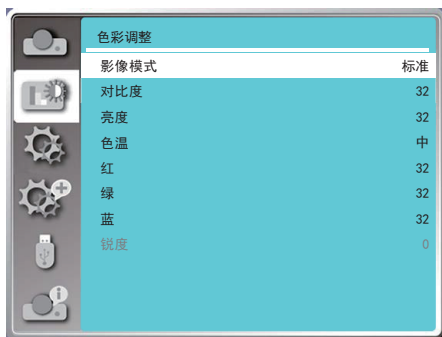 色彩调整
影像模式 标准
对比度 32
亮度 32
色温 中
红 32
绿 32
蓝 32
锐度 0